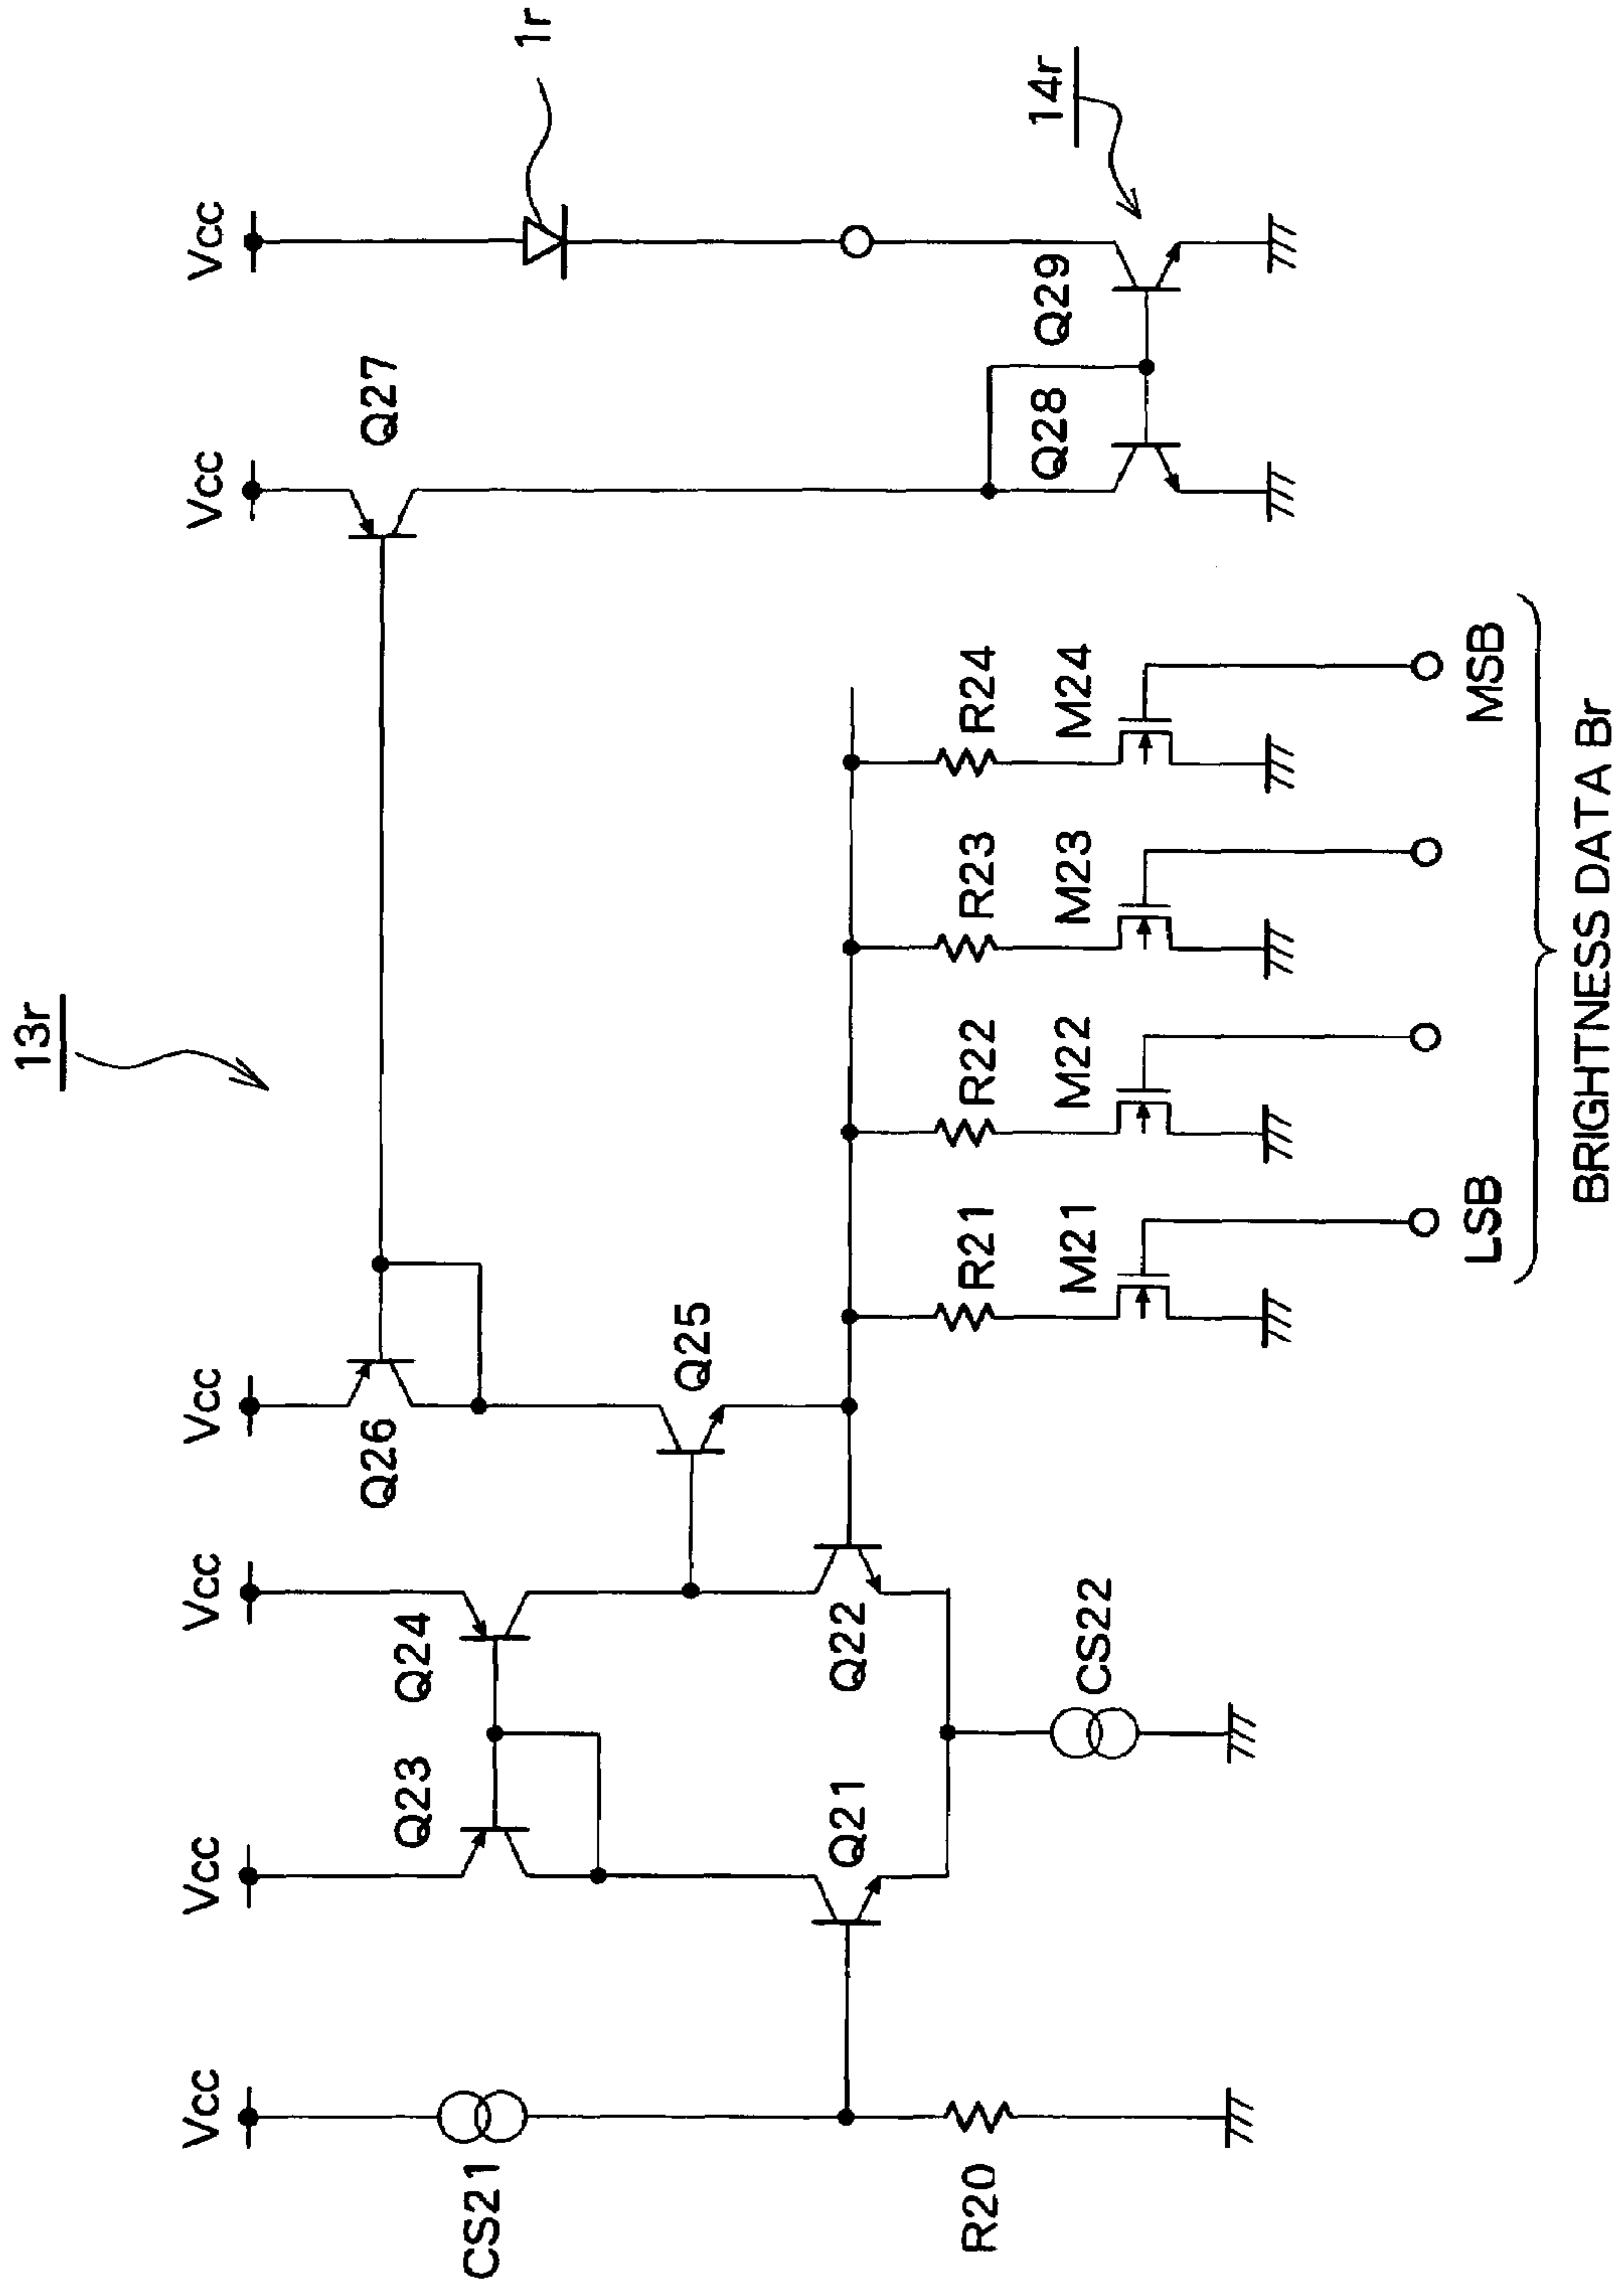 13r
Vcc
Vcc
Vcc
Vcc
Vcc
Vcc
1r
CS21
Q23
Q24
Q26
Q27
Q25
R20
Q21
Q22
CS22
R21
R22
R23
R24
M21
M22
M23
M24
Q28
Q29
14r
LSB
MSB
BRIGHTNESS DATA Br